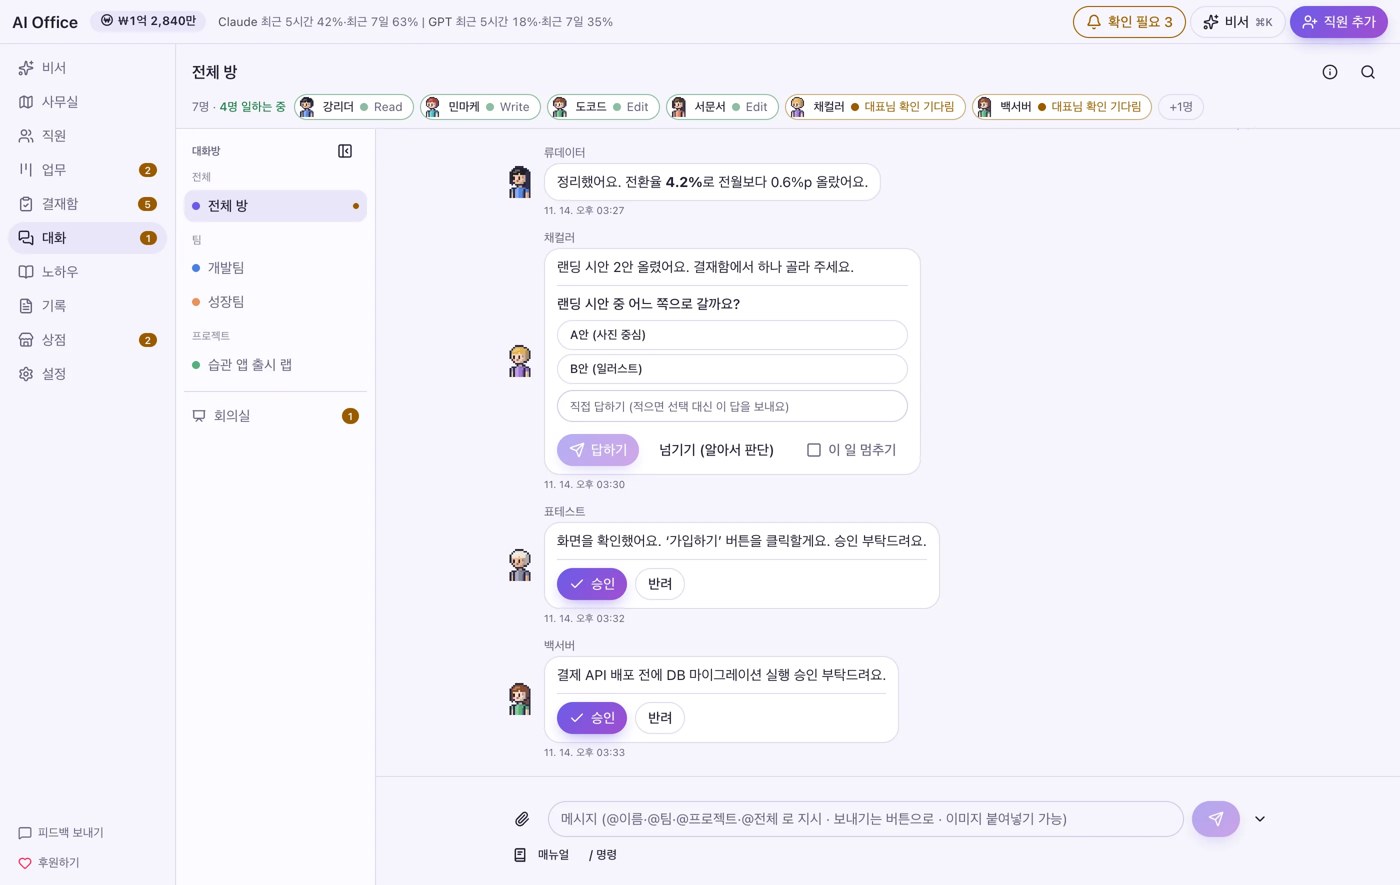 AI Office
₩1억 2,840만
Claude 최근 5시간 42%·최근 7일 63% | GPT 최근 5시간 18%·최근 7일 35%
확인 필요 3
비서 ⌘K
직원 추가
비서
사무실
직원
업무 2
결재함 5
대화 1
노하우
기록
상점 2
설정
피드백 보내기
후원하기
전체 방
7명 · 4명 일하는 중
강리더 Read
민마케 Write
도코드 Edit
서문서 Edit
채컬러 대표님 확인 기다림
백서버 대표님 확인 기다림
+1명
대화방
전체
전체 방
팀
개발팀
성장팀
프로젝트
습관 앱 출시 랩
회의실 1
류데이터
정리했어요. 전환율 4.2%로 전월보다 0.6%p 올랐어요.
11. 14. 오후 03:27
채컬러
랜딩 시안 2안 올렸어요. 결재함에서 하나 골라 주세요.
랜딩 시안 중 어느 쪽으로 갈까요?
A안 (사진 중심)
B안 (일러스트)
직접 답하기 (적으면 선택 대신 이 답을 보내요)
답하기
넘기기 (알아서 판단)
이 일 멈추기
11. 14. 오후 03:30
표테스트
화면을 확인했어요. ‘가입하기’ 버튼을 클릭할게요. 승인 부탁드려요.
승인
반려
11. 14. 오후 03:32
백서버
결제 API 배포 전에 DB 마이그레이션 실행 승인 부탁드려요.
승인
반려
11. 14. 오후 03:33
메시지 (@이름·@팀·@프로젝트·@전체 로 지시 · 보내기는 버튼으로 · 이미지 붙여넣기 가능)
매뉴얼
/ 명령